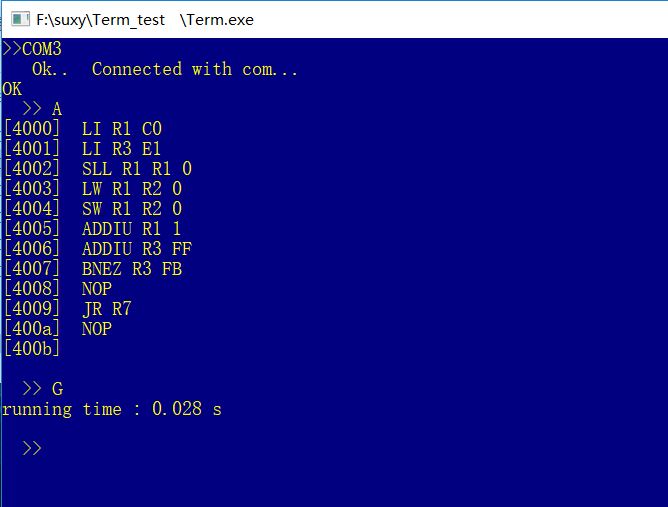 F:\suxy\Term_test \Term.exe
>>COM3
Ok.. Connected with com...
OK
>> A
[4000] LI R1 C0
[4001] LI R3 E1
[4002] SLL R1 R1 0
[4003] LW R1 R2 0
[4004] SW R1 R2 0
[4005] ADDIU R1 1
[4006] ADDIU R3 FF
[4007] BNEZ R3 FB
[4008] NOP
[4009] JR R7
[400a] NOP
[400b]
>> G
running time : 0.028 s
>>